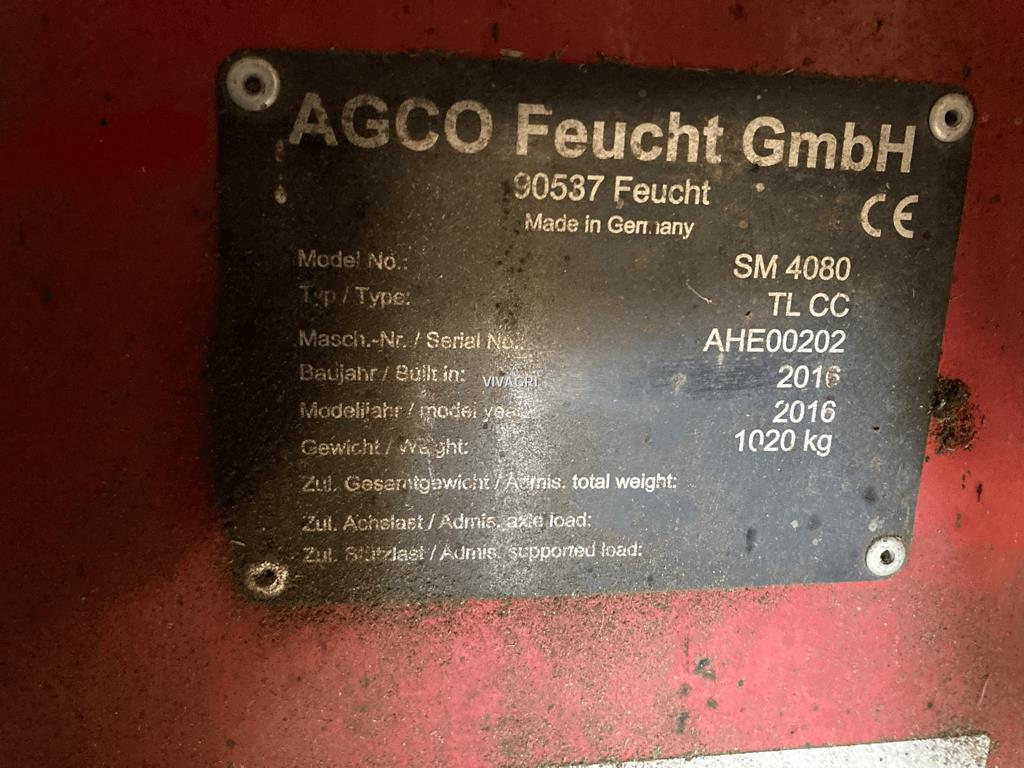 AGCO Feucht GmbH
90537 Feucht
Made in Germany
CE
Model No.: SM 4080
Typ / Type: TL CC
Masch.-Nr. / Serial No.: AHE00202
Baujahr / Built in: 2016
VIVAGRI
Modelljahr / model year: 2016
Gewicht / Weight: 1020 kg
Zul. Gesamtgewicht / Admis. total weight:
Zul. Achslast / Admis. axle load:
Zul. Stützlast / Admis. supported load: